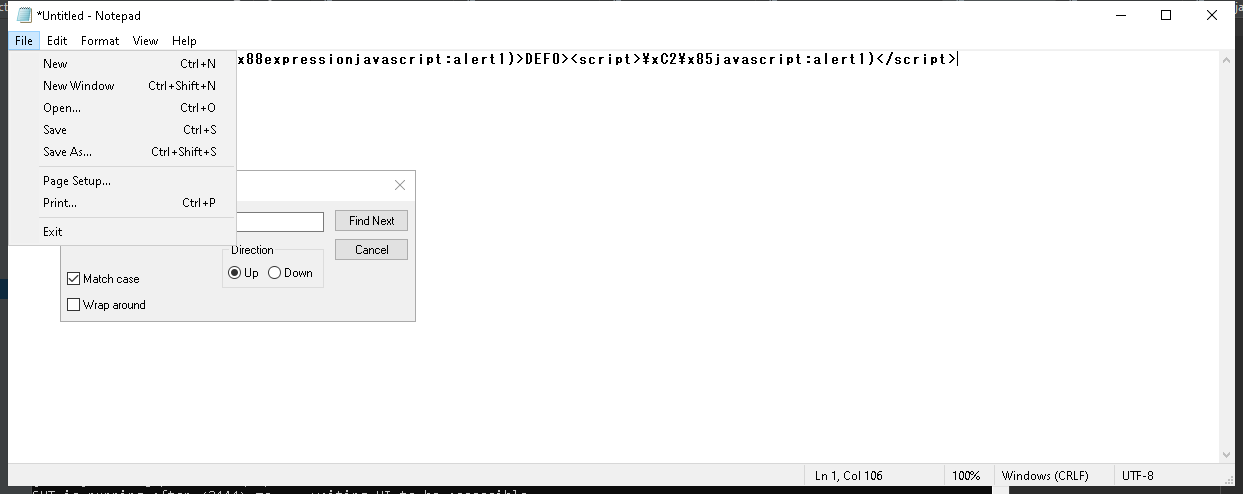 *Untitled - Notepad
File Edit Format View Help
x88expressionjavascript:alert1)>DEF0><script>¥xC2¥x85javascript:alert1)</script>
New Ctrl+N
New Window Ctrl+Shift+N
Open... Ctrl+O
Save Ctrl+S
Save As... Ctrl+Shift+S
Page Setup...
Print... Ctrl+P
Exit
Find Next
Cancel
Direction
Up Down
Match case
Wrap around
Ln 1, Col 106 100% Windows (CRLF) UTF-8